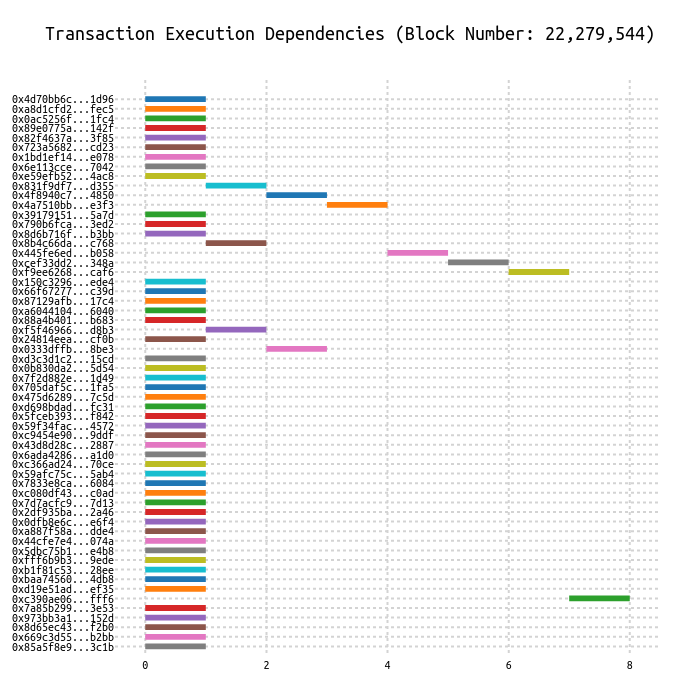 Transaction Execution Dependencies (Block Number: 22,279,544)
0x4d70bb6c...1d96
0xa8d1cfd2...fec5
0x0ac5256f...1fc4
0x89e0775a...142f
0x82f4637a...3f85
0x723a5682...cd23
0x1bd1ef14...e078
0x6e113cce...7042
0xe59efb52...4ac8
0x831f9df7...d355
0x4f8940c7...4850
0x4a7510bb...e3f3
0x39179151...5a7d
0x790b6fca...3ed2
0x8d6b716f...b3bb
0x8b4c66da...c768
0x445fe6ed...b058
0xcef33dd2...348a
0xf9ee6268...caf6
0x150c3296...ede4
0x66f67277...c39d
0x87129afb...17c4
0xa6044104...6040
0x88a4b401...b683
0xf5f46966...d8b3
0x24814eea...cf0b
0x0333dffb...8be3
0xd3c3d1c2...15cd
0x0b830da2...5d54
0x7f2d882e...1d49
0x705daf5c...1fa5
0x475d6289...7c5d
0xd698bdad...fc31
0x5fceb393...f842
0x59f34fac...4572
0xc9454e90...9ddf
0x43d8d28c...2887
0x6ada4286...a1d0
0xc366ad24...70ce
0x59afc75c...5ab4
0x7833e8ca...6084
0xc080df43...c0ad
0x7d7acfc9...7d13
0x2df935ba...2a46
0x0dfb8e6c...e6f4
0xa887f58a...dde4
0x44cfe7e4...074a
0x5dbc75b1...e4b8
0xfff6b9b3...9ede
0xb1f81c53...28ee
0xbaa74560...4db8
0xd19e51ad...ef35
0xc390ae06...fff6
0x7a85b299...3e53
0x973bb3a1...152d
0x8d65ec43...f2b0
0x669c3d55...b2bb
0x85a5f8e9...3c1b
0 2 4 6 8